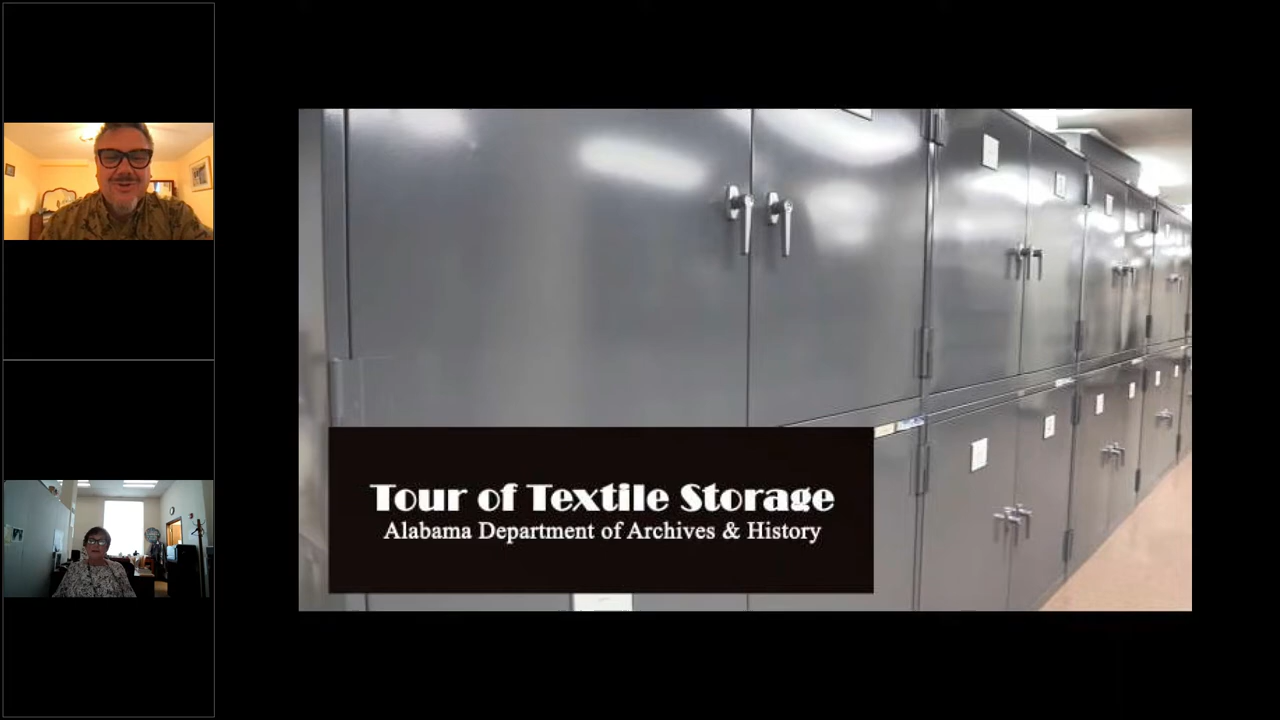 Tour of Textile Storage
Alabama Department of Archives & History